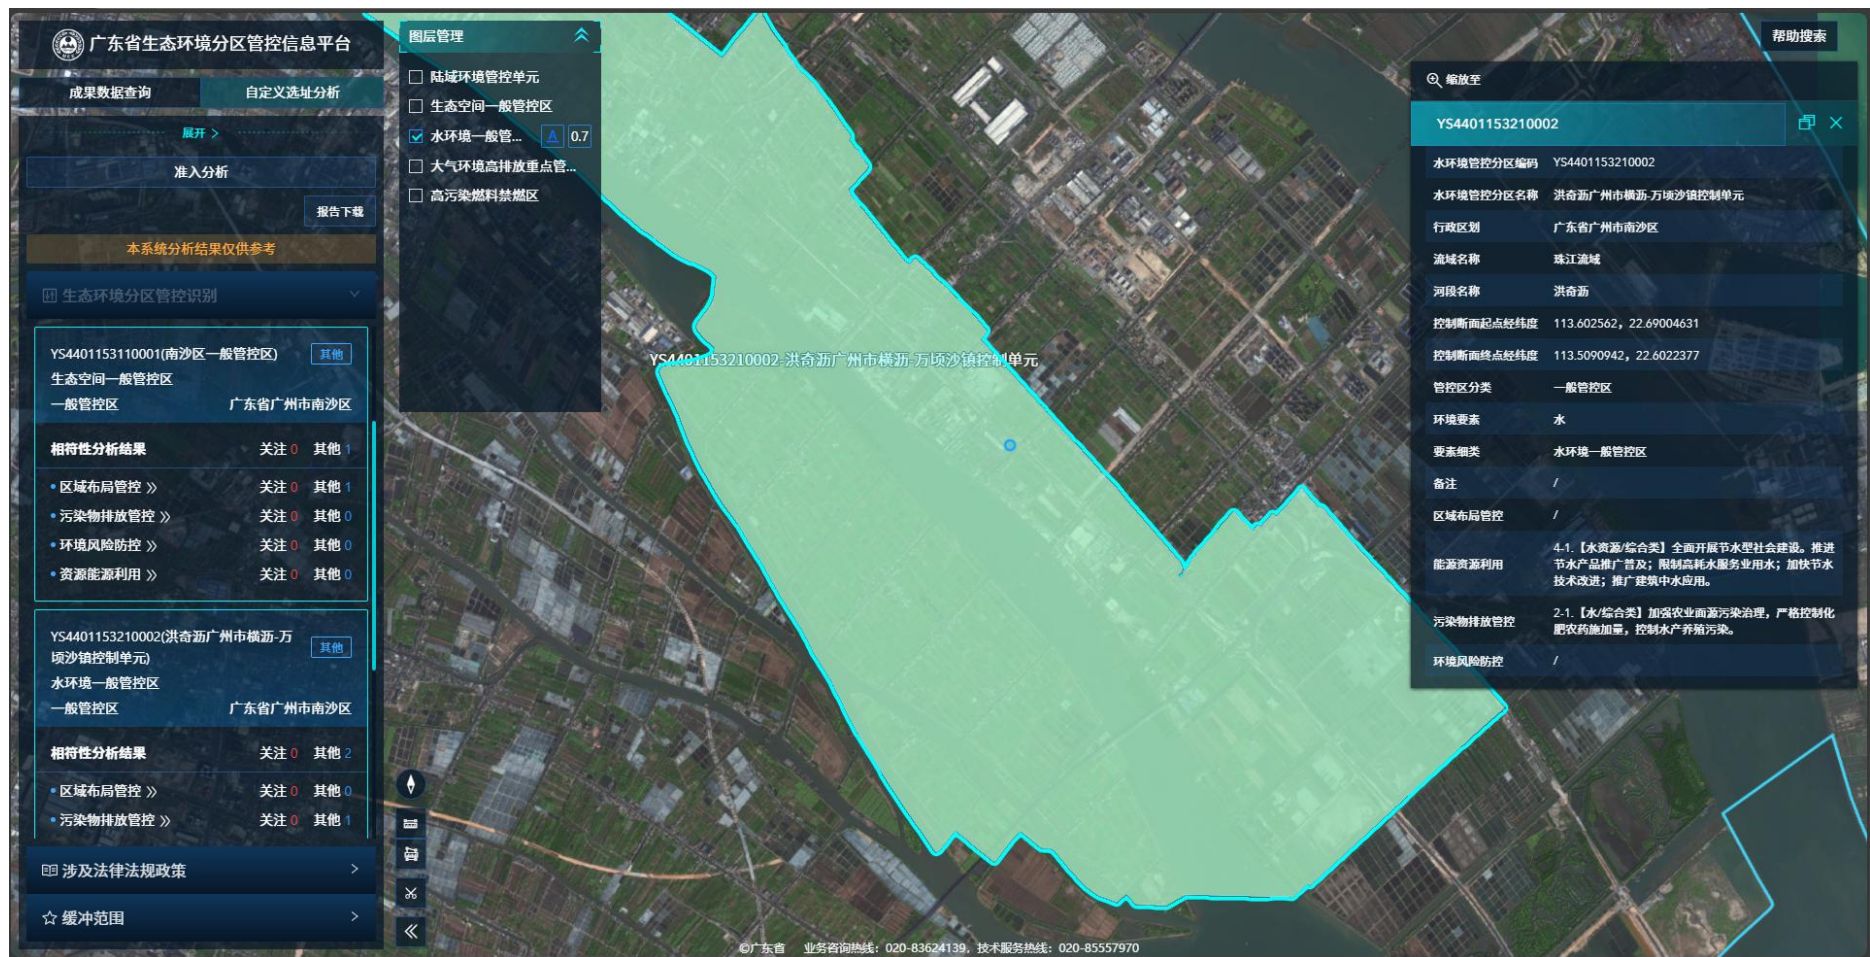 广东省生态环境分区管控信息平台
成果数据查询
自定义选址分析
展开 >
准入分析
报告下载
本系统分析结果仅供参考
生态环境分区管控识别
YS4401153110001(南沙区一般管控区)
其他
生态空间一般管控区
一般管控区 广东省广州市南沙区
相符性分析结果 关注 0 其他 1
区域布局管控 关注 0 其他 1
污染物排放管控 关注 0 其他 0
环境风险防控 关注 0 其他 0
资源能源利用 关注 0 其他 0
YS4401153210002(洪奇沥广州市横沥-万
顷沙镇控制单元)
其他
水环境一般管控区
一般管控区 广东省广州市南沙区
相符性分析结果 关注 0 其他 2
区域布局管控 关注 0 其他 0
污染物排放管控 关注 0 其他 1
涉及法律法规政策
缓冲范围
图层管理
陆域环境管控单元
生态空间一般管控区
水环境一般管... A 0.7
大气环境高排放重点管...
高污染燃料禁燃区
YS4401153210002-洪奇沥广州市横沥-万顷沙镇控制单元
帮助搜索
缩放至
YS4401153210002
水环境管控分区编码 YS4401153210002
水环境管控分区名称 洪奇沥广州市横沥-万顷沙镇控制单元
行政区划 广东省广州市南沙区
流域名称 珠江流域
河段名称 洪奇沥
控制断面起点经纬度 113.602562，22.69004631
控制断面终点经纬度 113.5090942，22.6022377
管控区分类 一般管控区
环境要素 水
要素细类 水环境一般管控区
备注 /
区域布局管控 /
能源资源利用
4-1.【水资源/综合类】全面开展节水型社会建设。推进
节水产品推广普及；限制高耗水服务业用水；加快节水
技术改进；推广建筑中水应用。
污染物排放管控
2-1.【水/综合类】加强农业面源污染治理，严格控制化
肥农药施加量，控制水产养殖污染。
环境风险防控 /
©广东省 业务咨询热线：020-83624139，技术服务热线：020-85557970